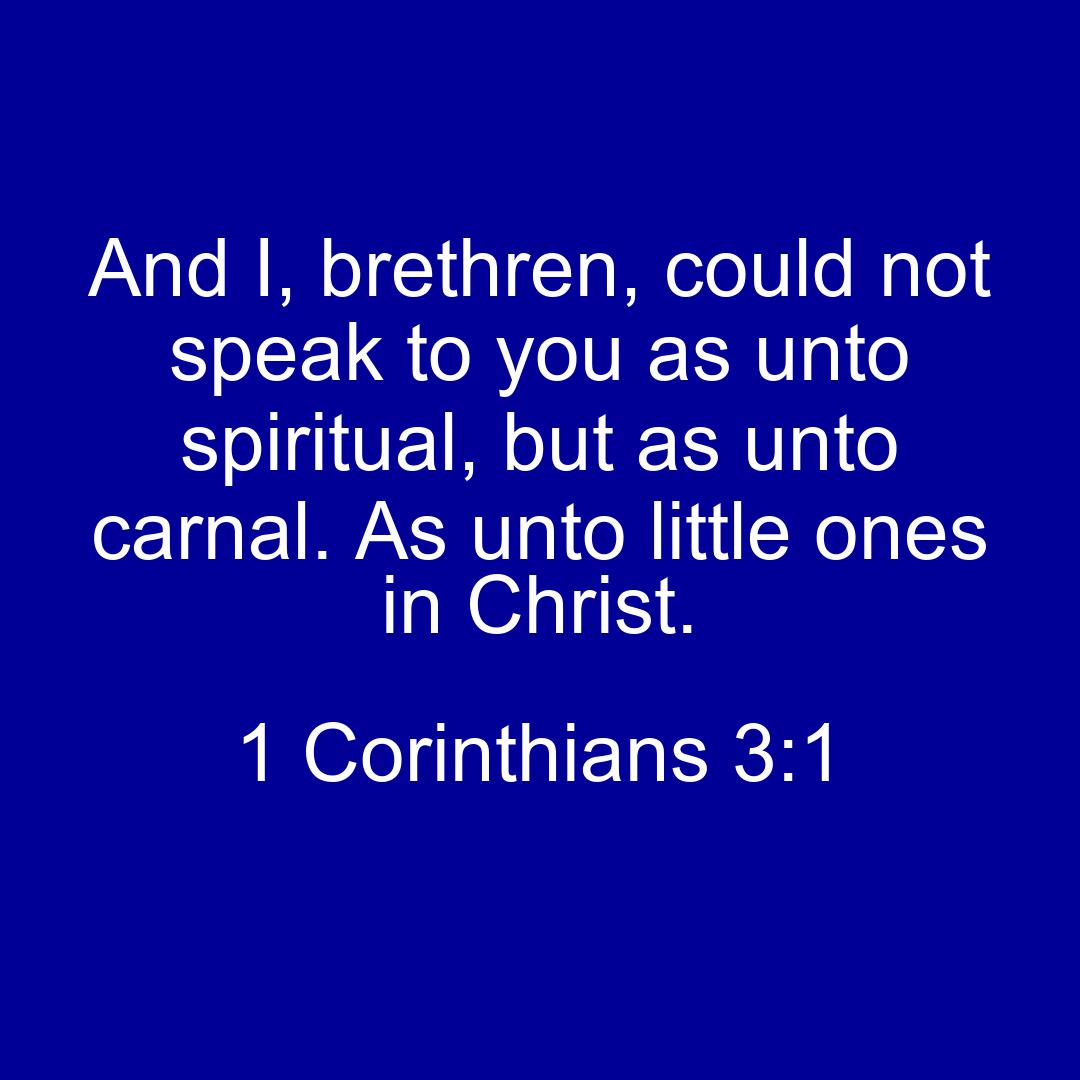 And I, brethren, could not
speak to you as unto
spiritual, but as unto
carnal. As unto little ones
in Christ.
1 Corinthians 3:1